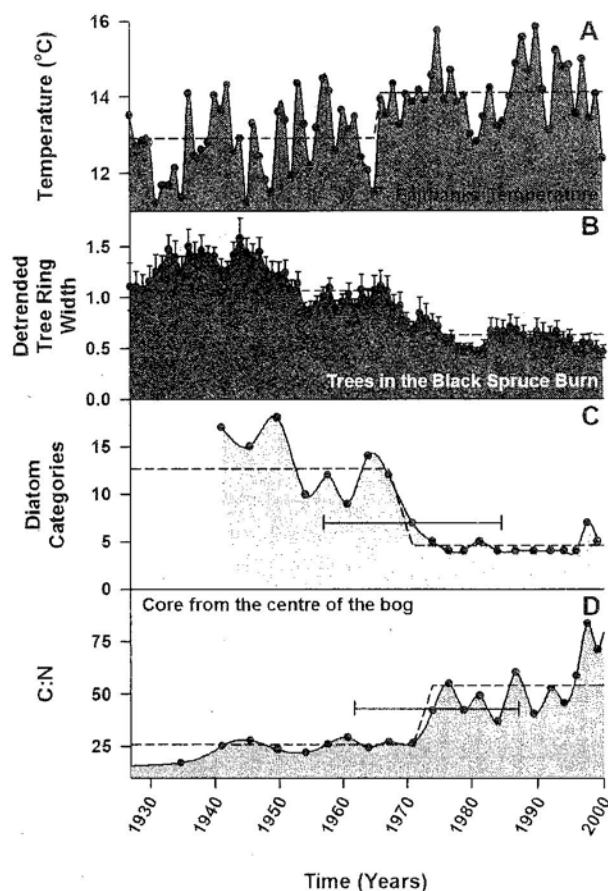 16
A
14
12
Temperature (°C)
Fairbanks Temperature
B
1.5
1.0
0.5
0.0
Detrended
Tree Ring
Width
Trees in the Black Spruce Burn
C
15
10
5
0
Diatom
Categories
Core from the centre of the bog
D
75
50
25
C:N
1930
1940
1950
1960
1970
1980
1990
2000
Time (Years)